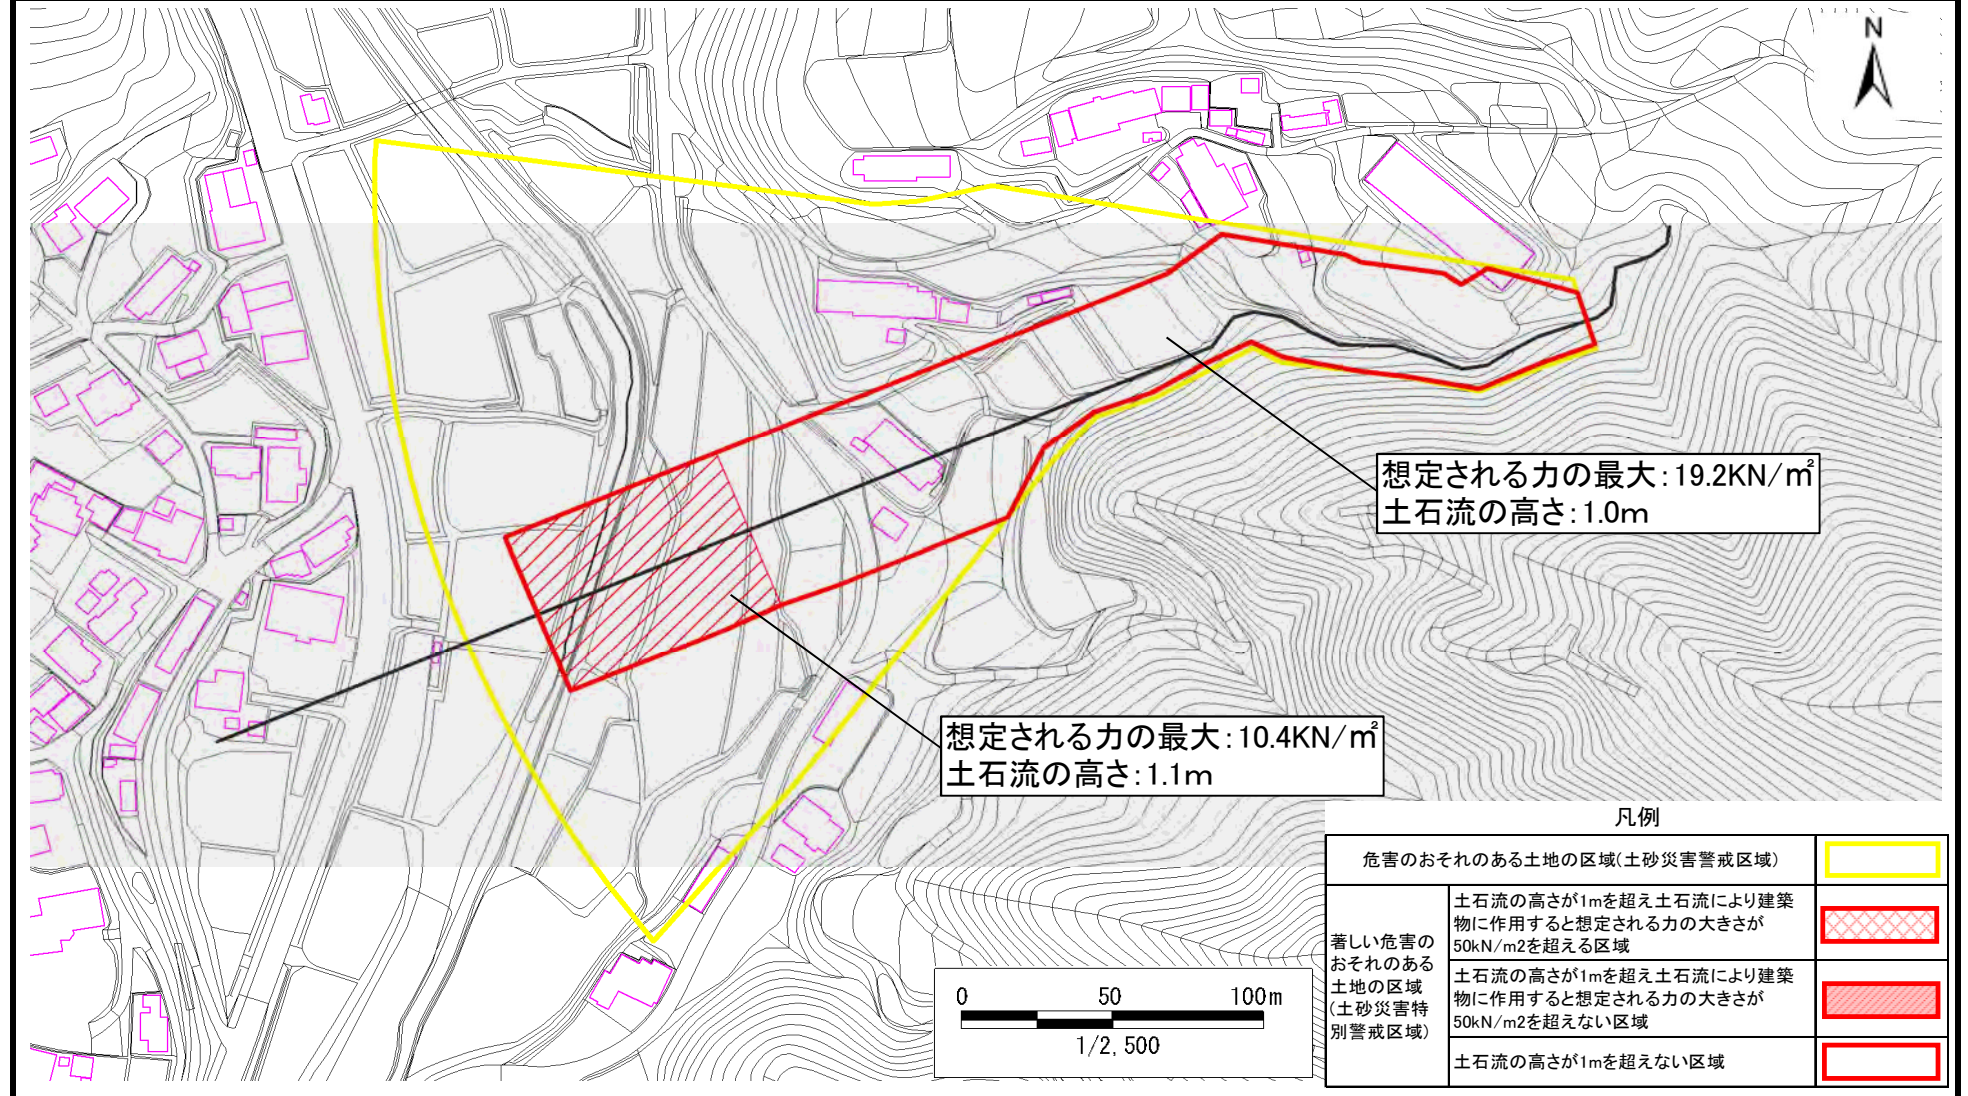 N
想定される力の最大:19.2KN/㎡
土石流の高さ:1.0m
想定される力の最大:10.4KN/㎡
土石流の高さ:1.1m
凡例
危害のおそれのある土地の区域(土砂災害警戒区域)
著しい危害の
おそれのある
土地の区域
(土砂災害特
別警戒区域)
土石流の高さが1mを超え土石流により建築
物に作用すると想定される力の大きさが
50kN/m2を超える区域
土石流の高さが1mを超え土石流により建築
物に作用すると想定される力の大きさが
50kN/m2を超えない区域
土石流の高さが1mを超えない区域
0 50 100m
1/2,500